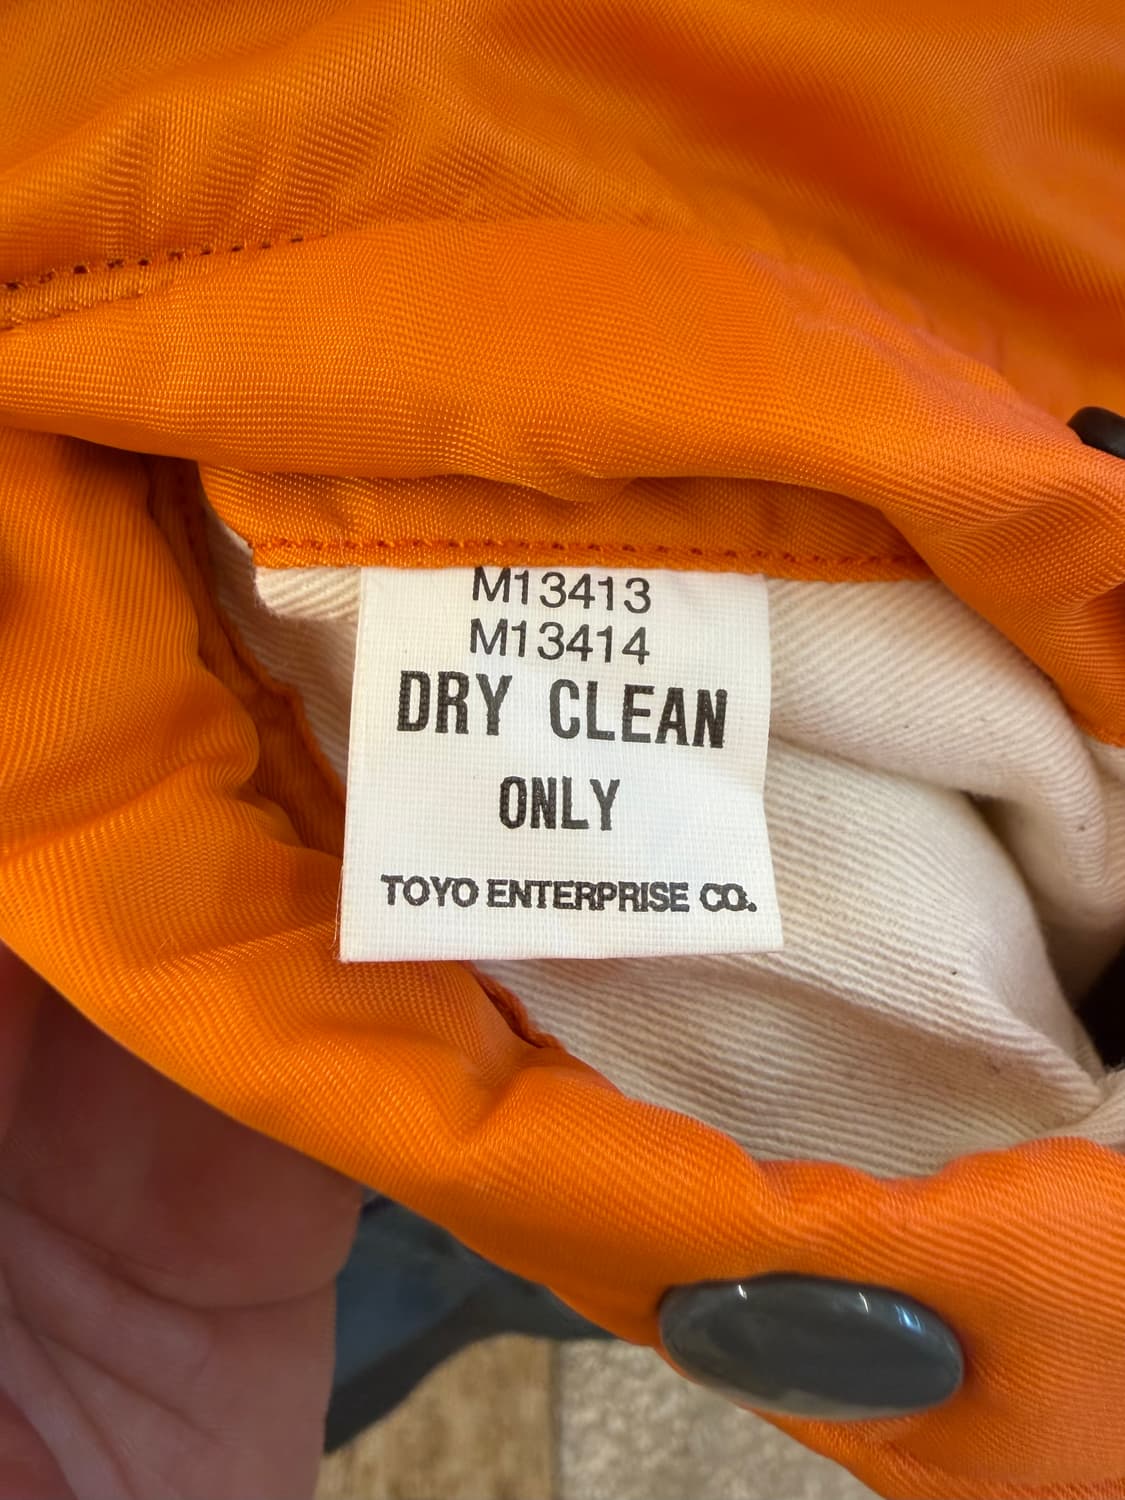 M13413
M13414
DRY CLEAN
ONLY
TOYO ENTERPRISE CO.